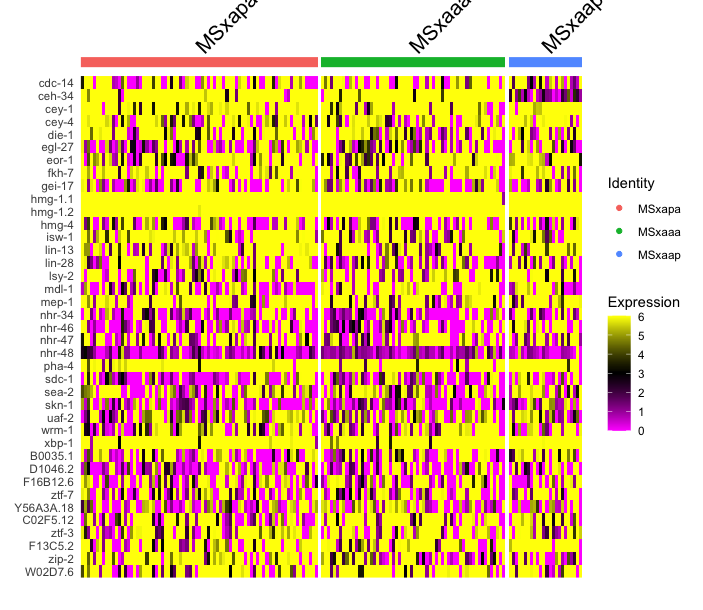 MSxapa
MSxaaa
MSxaap
cdc-14
ceh-34
cey-1
cey-4
die-1
egl-27
eor-1
fkh-7
gei-17
hmg-1.1
hmg-1.2
hmg-4
isw-1
lin-13
lin-28
lsy-2
mdl-1
mep-1
nhr-34
nhr-46
nhr-47
nhr-48
pha-4
sdc-1
sea-2
skn-1
uaf-2
wrm-1
xbp-1
B0035.1
D1046.2
F16B12.6
ztf-7
Y56A3A.18
C02F5.12
ztf-3
F13C5.2
zip-2
W02D7.6
Identity
MSxapa
MSxaaa
MSxaap
Expression
6
5
4
3
2
1
0